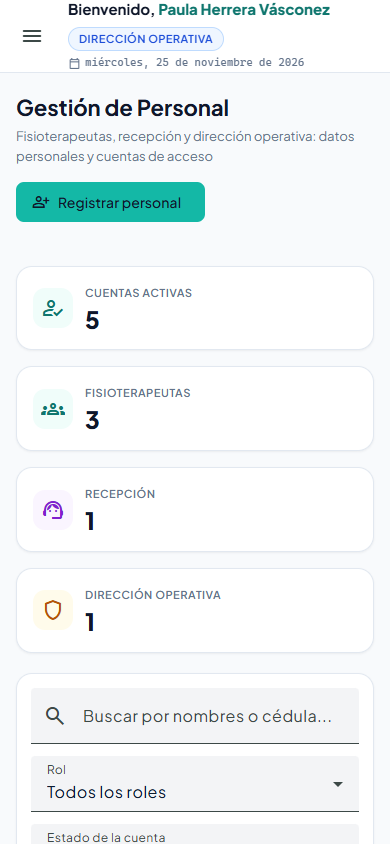 Bienvenido, Paula Herrera Vásconez
DIRECCIÓN OPERATIVA
miércoles, 25 de noviembre de 2026
Gestión de Personal
Fisioterapeutas, recepción y dirección operativa: datos
personales y cuentas de acceso
Registrar personal
CUENTAS ACTIVAS
5
FISIOTERAPEUTAS
3
RECEPCIÓN
1
DIRECCIÓN OPERATIVA
1
Buscar por nombres o cédula...
Rol
Todos los roles
Estado de la cuenta